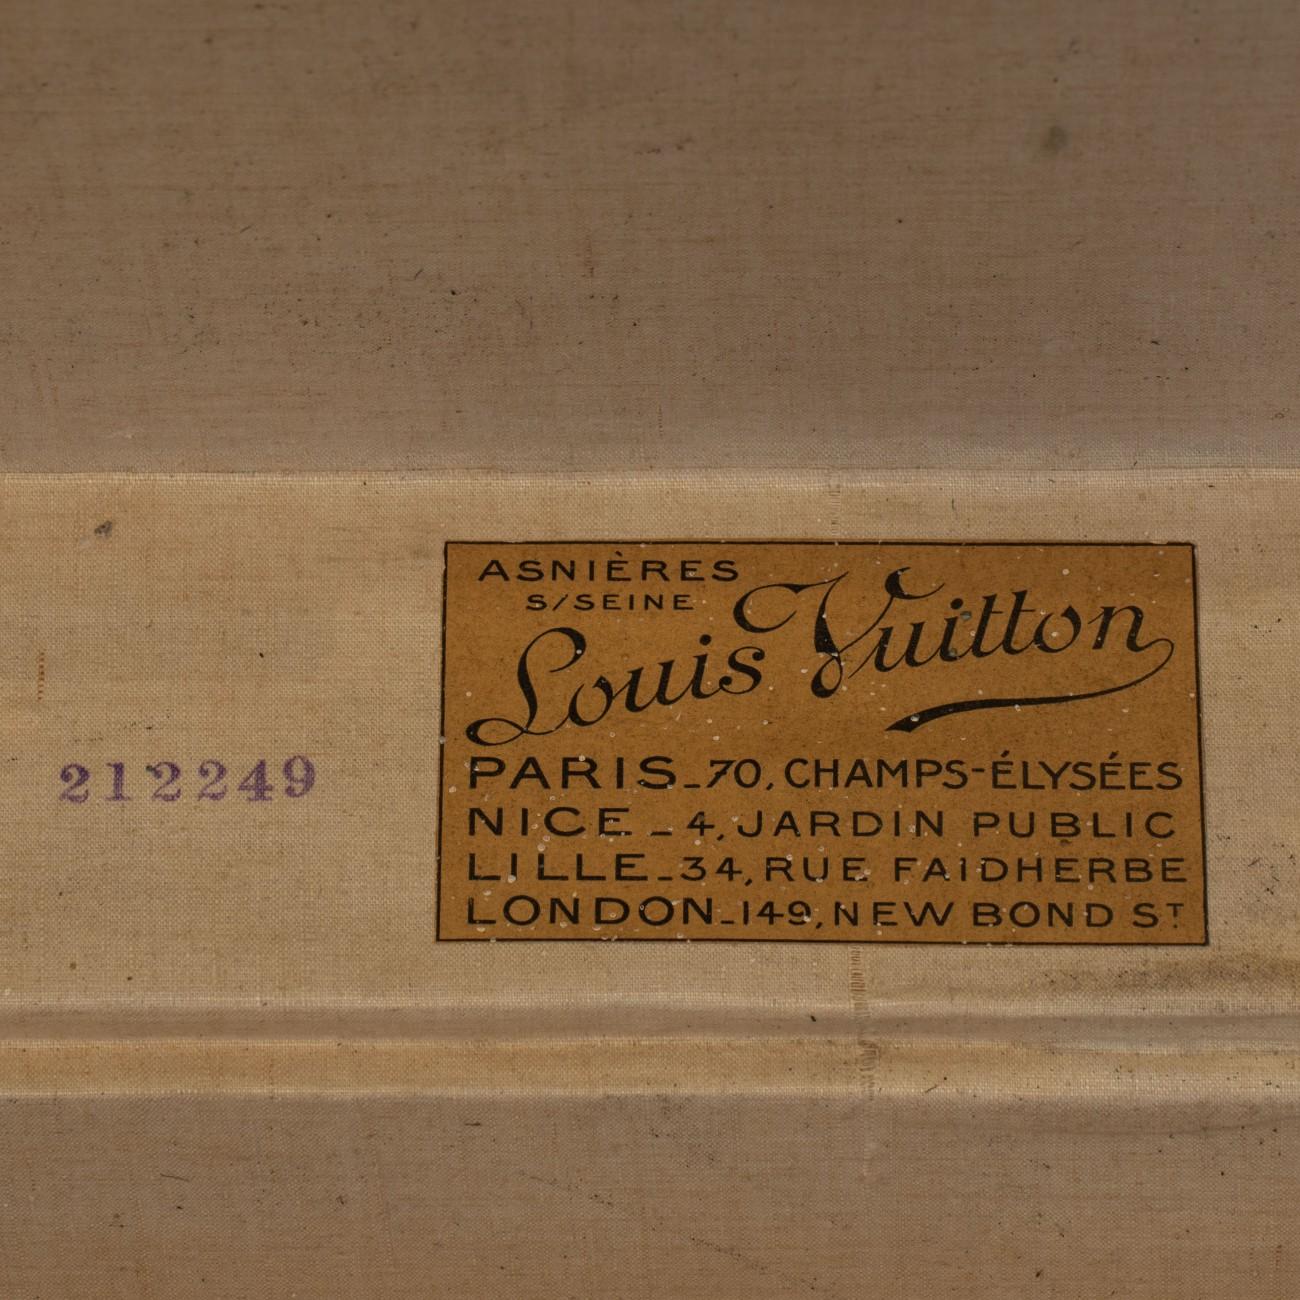 ASNIÈRES
S/SEINE
Louis Vuitton
212249
PARIS_70, CHAMPS-ÉLYSÉES
NICE_4, JARDIN PUBLIC
LILLE_34, RUE FAIDHERBE
LONDON_149, NEW BOND ST